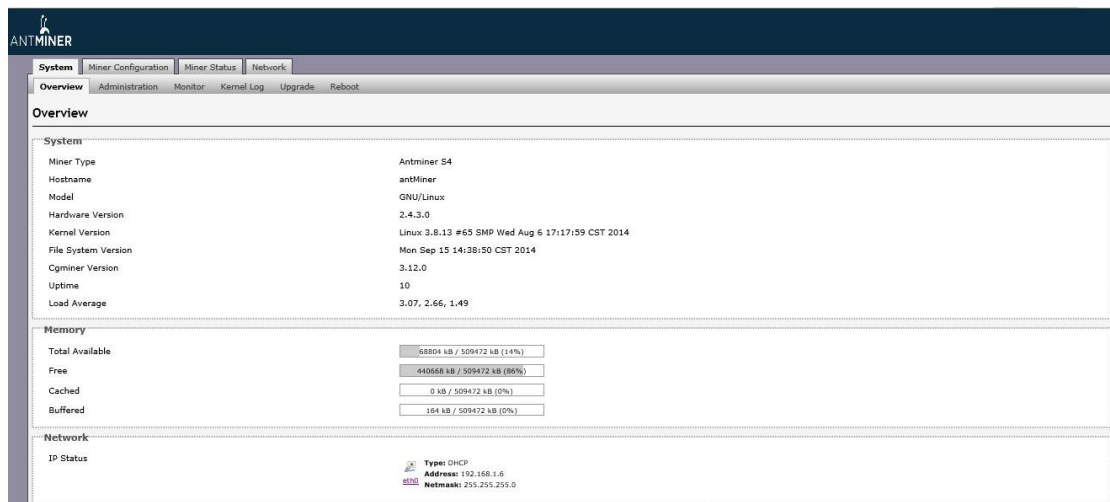 ANTMINER
System Miner Configuration Miner Status Network
Overview Administration Monitor Kernel Log Upgrade Reboot
Overview
System
Miner Type Antminer S4
Hostname antMiner
Model GNU/Linux
Hardware Version 2.4.3.0
Kernel Version Linux 3.8.13 #65 SMP Wed Aug 6 17:17:59 CST 2014
File System Version Mon Sep 15 14:38:50 CST 2014
Cgminer Version 3.12.0
Uptime 10
Load Average 3.07, 2.66, 1.49
Memory
Total Available 68804 kB / 509472 kB (14%)
Free 440668 kB / 509472 kB (86%)
Cached 0 kB / 509472 kB (0%)
Buffered 164 kB / 509472 kB (0%)
Network
IP Status Type: DHCP
Address: 192.168.1.6
eth0 Netmask: 255.255.255.0